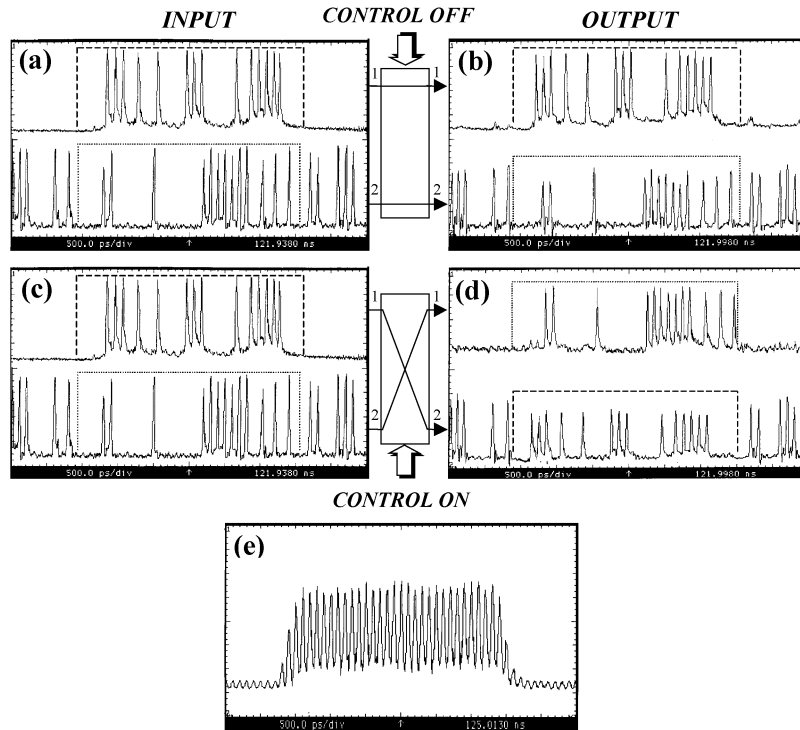 INPUT
CONTROL OFF
OUTPUT
(a)
1
2
500.0 ps/div
121.9380 ns
(b)
500.0 ps/div
121.9980 ns
(c)
1
1
2
2
500.0 ps/div
121.9380 ns
(d)
500.0 ps/div
121.9980 ns
CONTROL ON
(e)
500.0 ps/div
125.0130 ns